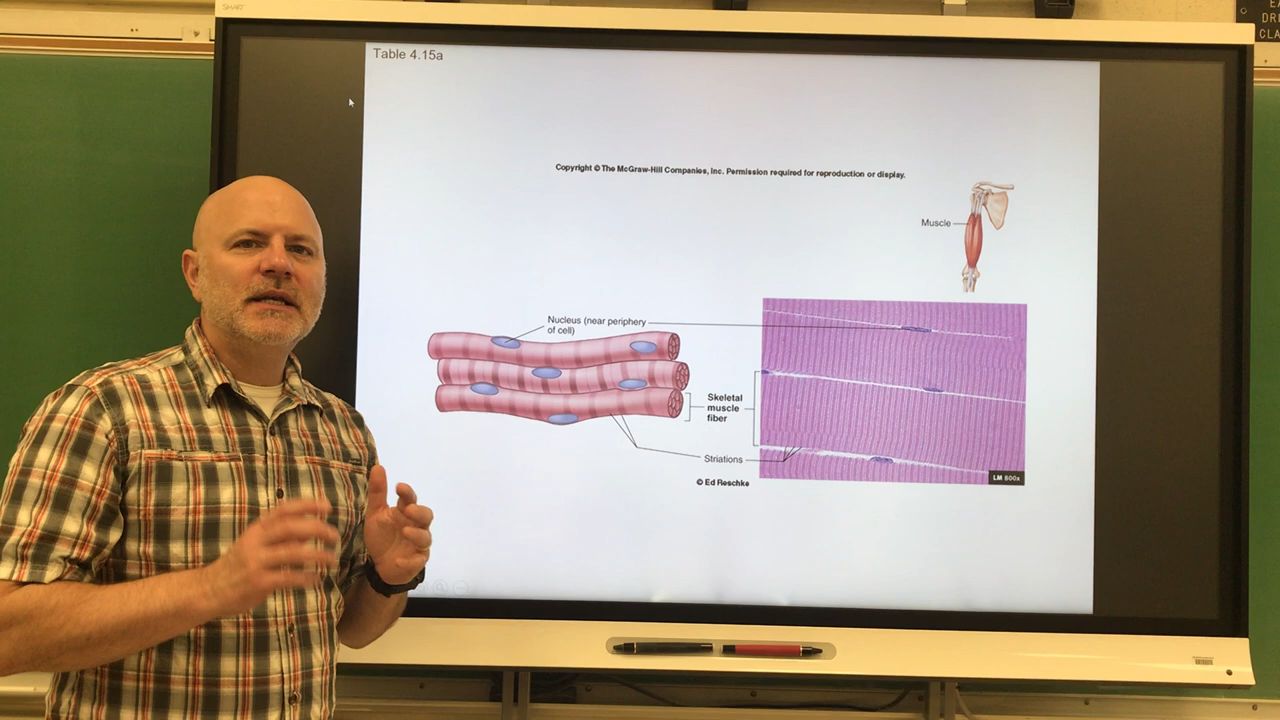 SMART
Table 4.15a
Copyright © The McGraw-Hill Companies, Inc. Permission required for reproduction or display.
Muscle
Nucleus (near periphery
of cell)
Skeletal
muscle
fiber
Striations
© Ed Reschke
LM 800x